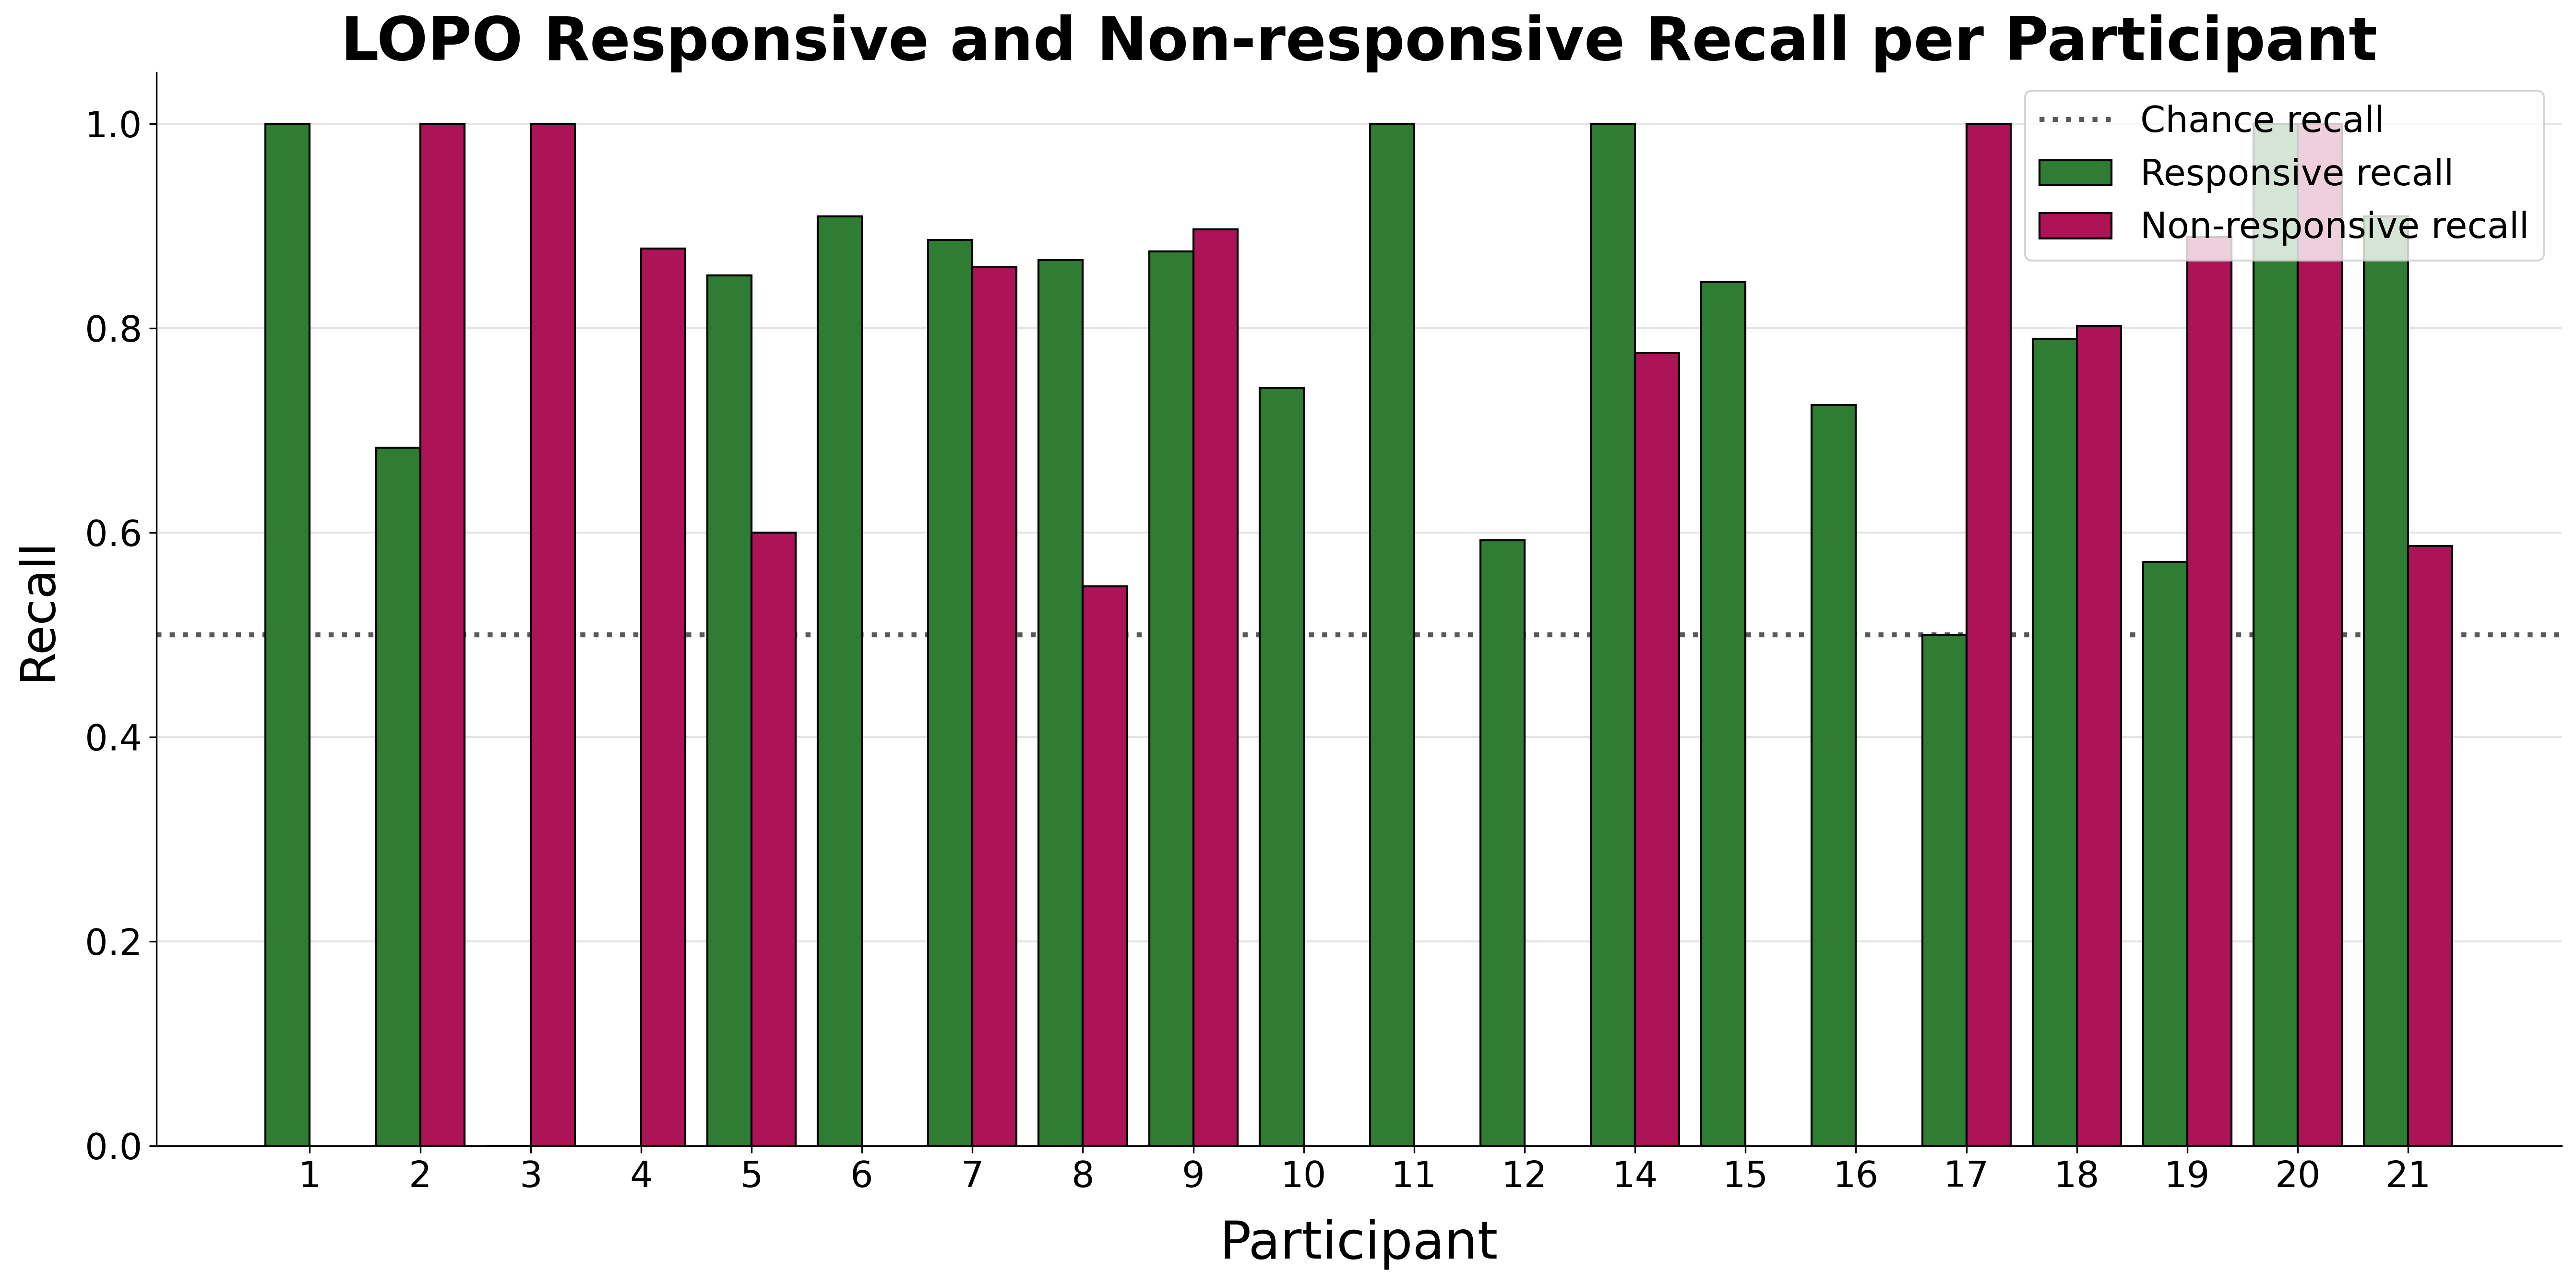 LOPO Responsive and Non-responsive Recall per Participant
Chance recall
Responsive recall
Non-responsive recall
Recall
1.0
0.8
0.6
0.4
0.2
0.0
1 2 3 4 5 6 7 8 9 10 11 12 14 15 16 17 18 19 20 21
Participant